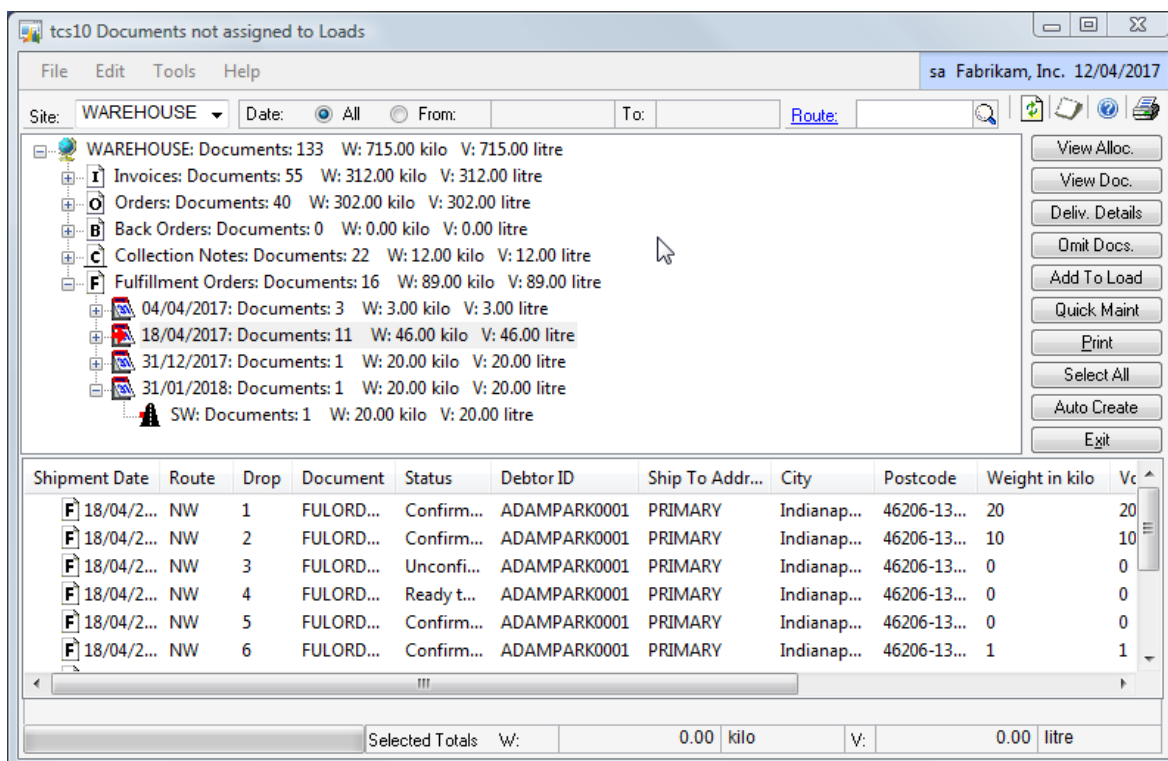 tcs10 Documents not assigned to Loads
File Edit Tools Help sa Fabrikam, Inc. 12/04/2017
Site: WAREHOUSE Date: All From: To: Route:
WAREHOUSE: Documents: 133 W: 715.00 kilo V: 715.00 litre
I Invoices: Documents: 55 W: 312.00 kilo V: 312.00 litre
O Orders: Documents: 40 W: 302.00 kilo V: 302.00 litre
B Back Orders: Documents: 0 W: 0.00 kilo V: 0.00 litre
C Collection Notes: Documents: 22 W: 12.00 kilo V: 12.00 litre
F Fulfillment Orders: Documents: 16 W: 89.00 kilo V: 89.00 litre
04/04/2017: Documents: 3 W: 3.00 kilo V: 3.00 litre
18/04/2017: Documents: 11 W: 46.00 kilo V: 46.00 litre
31/12/2017: Documents: 1 W: 20.00 kilo V: 20.00 litre
31/01/2018: Documents: 1 W: 20.00 kilo V: 20.00 litre
SW: Documents: 1 W: 20.00 kilo V: 20.00 litre
View Alloc.
View Doc.
Deliv. Details
Omit Docs.
Add To Load
Quick Maint
Print
Select All
Auto Create
Exit
Shipment Date Route Drop Document Status Debtor ID Ship To Addr... City Postcode Weight in kilo Vo
F 18/04/2... NW 1 FULORD... Confirm... ADAMPARK0001 PRIMARY Indianap... 46206-13... 20 20
F 18/04/2... NW 2 FULORD... Confirm... ADAMPARK0001 PRIMARY Indianap... 46206-13... 10 10
F 18/04/2... NW 3 FULORD... Unconfi... ADAMPARK0001 PRIMARY Indianap... 46206-13... 0 0
F 18/04/2... NW 4 FULORD... Ready t... ADAMPARK0001 PRIMARY Indianap... 46206-13... 0 0
F 18/04/2... NW 5 FULORD... Confirm... ADAMPARK0001 PRIMARY Indianap... 46206-13... 0 0
F 18/04/2... NW 6 FULORD... Confirm... ADAMPARK0001 PRIMARY Indianap... 46206-13... 1 1
Selected Totals W: 0.00 kilo V: 0.00 litre